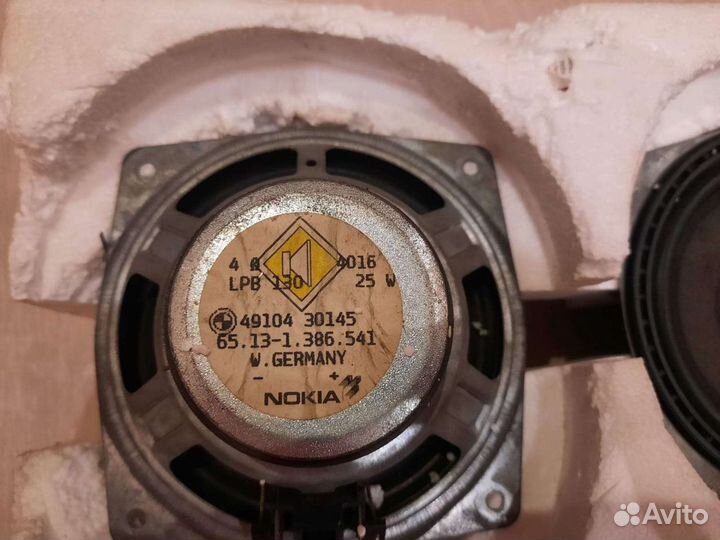 4 Ω 4016
LPB 130 25 W
49104 30145
65.13-1.386.541
W.GERMANY
- +
NOKIA
Avito